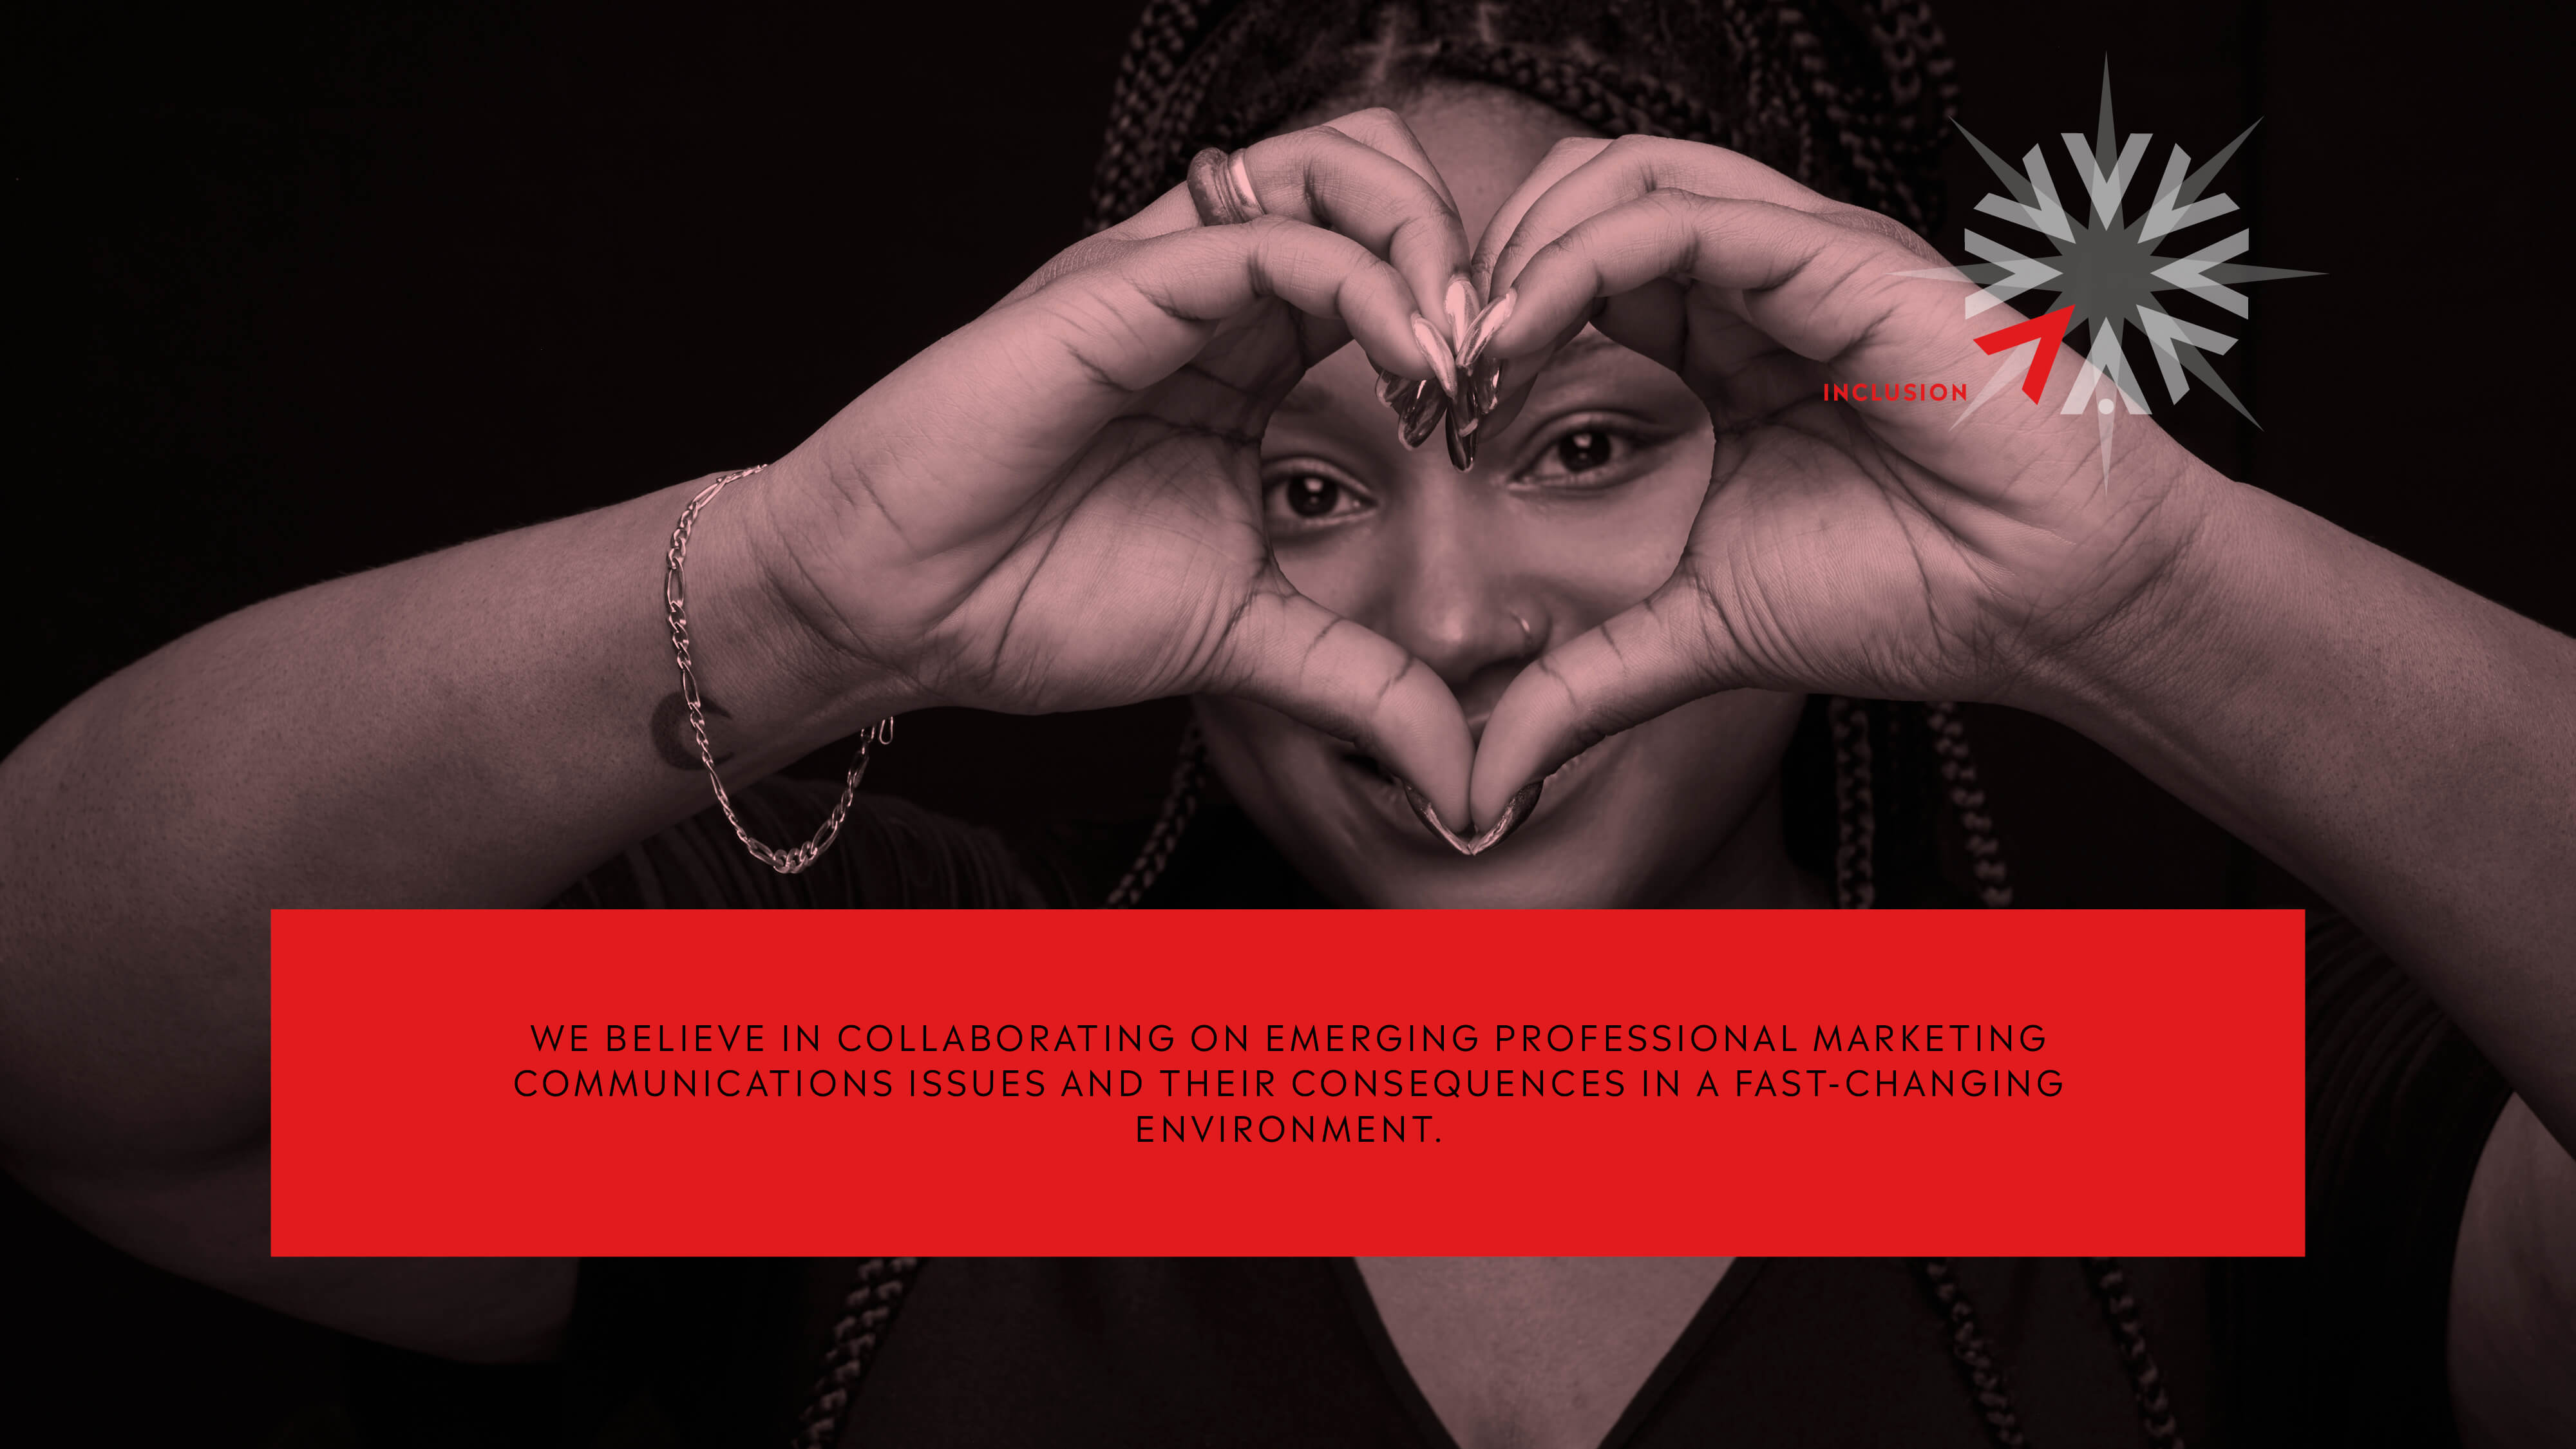 INCLUSION
WE BELIEVE IN COLLABORATING ON EMERGING PROFESSIONAL MARKETING
COMMUNICATIONS ISSUES AND THEIR CONSEQUENCES IN A FAST-CHANGING
ENVIRONMENT.